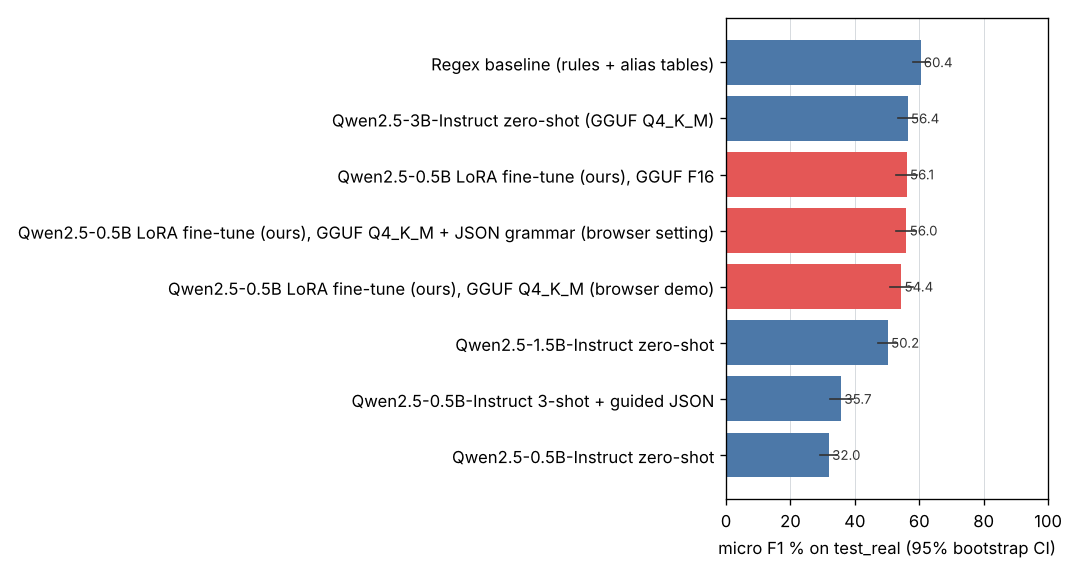 Regex baseline (rules + alias tables) 60.4
Qwen2.5-3B-Instruct zero-shot (GGUF Q4_K_M) 56.4
Qwen2.5-0.5B LoRA fine-tune (ours), GGUF F16 56.1
Qwen2.5-0.5B LoRA fine-tune (ours), GGUF Q4_K_M + JSON grammar (browser setting) 56.0
Qwen2.5-0.5B LoRA fine-tune (ours), GGUF Q4_K_M (browser demo) 54.4
Qwen2.5-1.5B-Instruct zero-shot 50.2
Qwen2.5-0.5B-Instruct 3-shot + guided JSON 35.7
Qwen2.5-0.5B-Instruct zero-shot 32.0
0 20 40 60 80 100
micro F1 % on test_real (95% bootstrap CI)